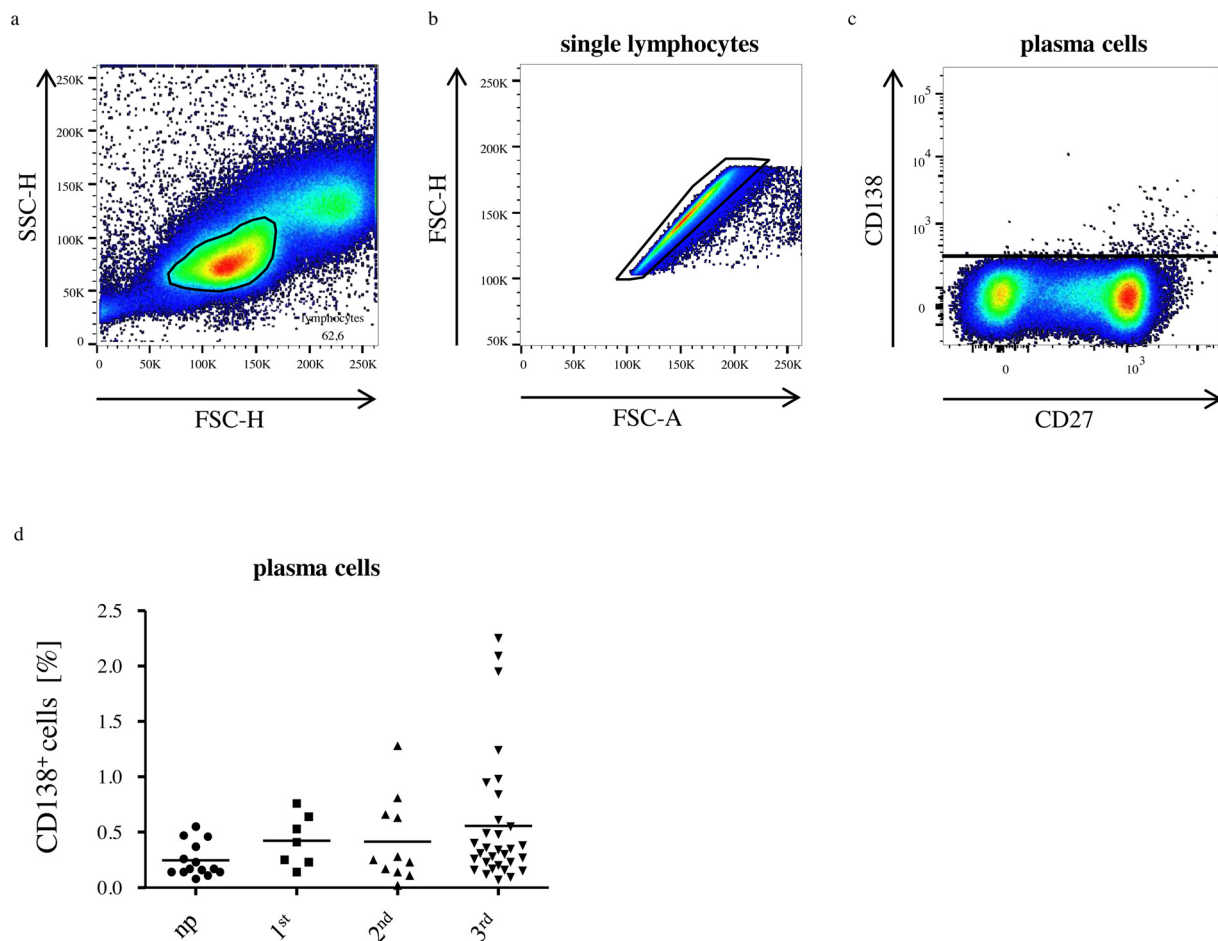 a
SSC-H
250K
200K
150K
100K
50K
0
lymphocytes
62,6
0 50K 100K 150K 200K 250K
FSC-H
b
single lymphocytes
FSC-H
250K
200K
150K
100K
50K
0 50K 100K 150K 200K 250K
FSC-A
c
plasma cells
CD138
10⁵
10⁴
10³
0
0 10³
CD27
d
plasma cells
CD138⁺ cells [%]
2.5
2.0
1.5
1.0
0.5
0.0
np 1ˢᵗ 2ⁿᵈ 3ʳᵈ